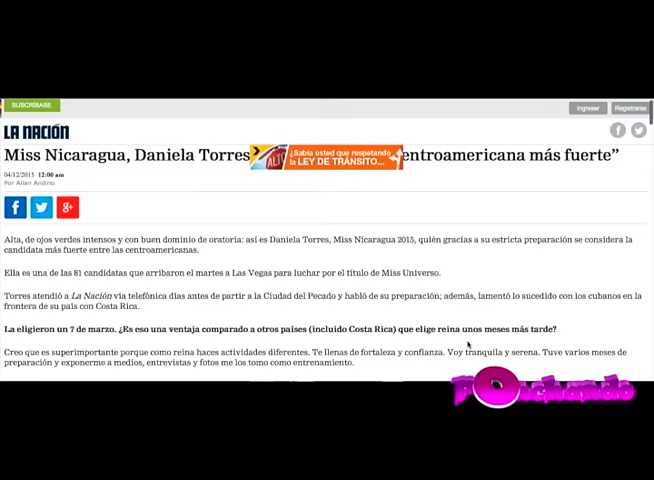 SUSCRÍBASE
Ingresar
Registrarse
LA NACIÓN
Miss Nicaragua, Daniela Torres
¿Sabía usted que respetando
la LEY DE TRÁNSITO...
ALTO
entroamericana más fuerte”
04/12/2015 12:00 am
Por Allan Andino
Alta, de ojos verdes intensos y con buen dominio de oratoria: así es Daniela Torres, Miss Nicaragua 2015, quién gracias a su estricta preparación se considera la
candidata más fuerte entre las centroamericanas.
Ella es una de las 81 candidatas que arribaron el martes a Las Vegas para luchar por el título de Miss Universo.
Torres atendió a La Nación vía telefónica días antes de partir a la Ciudad del Pecado y habló de su preparación; además, lamentó lo sucedido con los cubanos en la
frontera de su país con Costa Rica.
La eligieron un 7 de marzo. ¿Es eso una ventaja comparado a otros países (incluido Costa Rica) que elige reina unos meses más tarde?
Creo que es superimportante porque como reina haces actividades diferentes. Te llenas de fortaleza y confianza. Voy tranquila y serena. Tuve varios meses de
preparación y exponerme a medios, entrevistas y fotos me los tomo como entrenamiento.